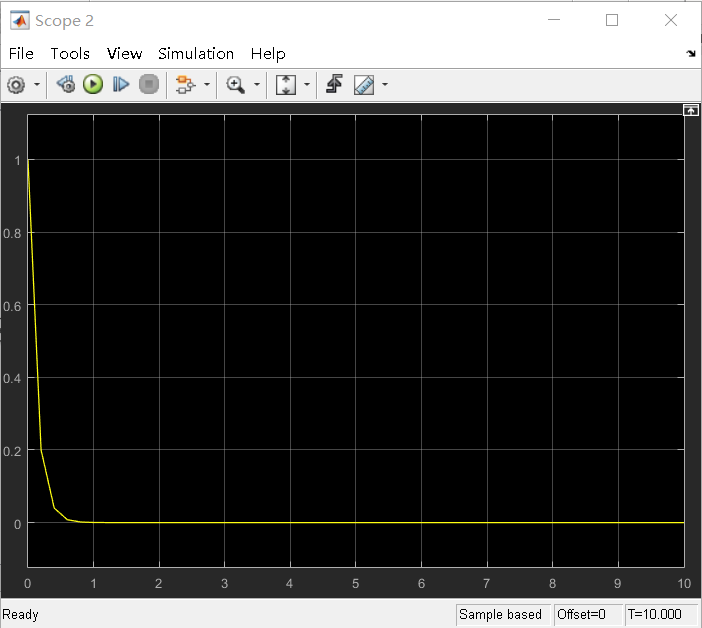 Scope 2
File Tools View Simulation Help
1
0.8
0.6
0.4
0.2
0
0 1 2 3 4 5 6 7 8 9 10
Ready Sample based Offset=0 T=10.000